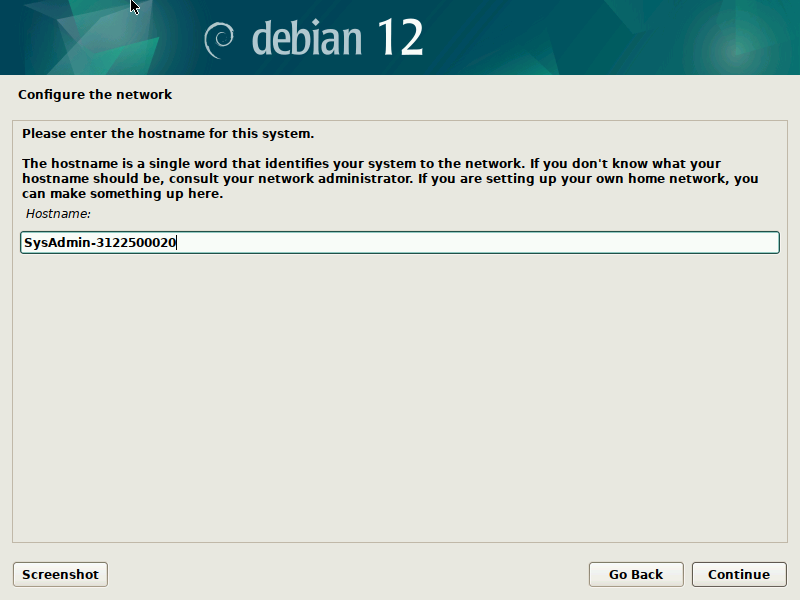 debian 12
Configure the network
Please enter the hostname for this system.
The hostname is a single word that identifies your system to the network. If you don't know what your
hostname should be, consult your network administrator. If you are setting up your own home network, you
can make something up here.
Hostname:
SysAdmin-3122500020
Screenshot
Go Back
Continue